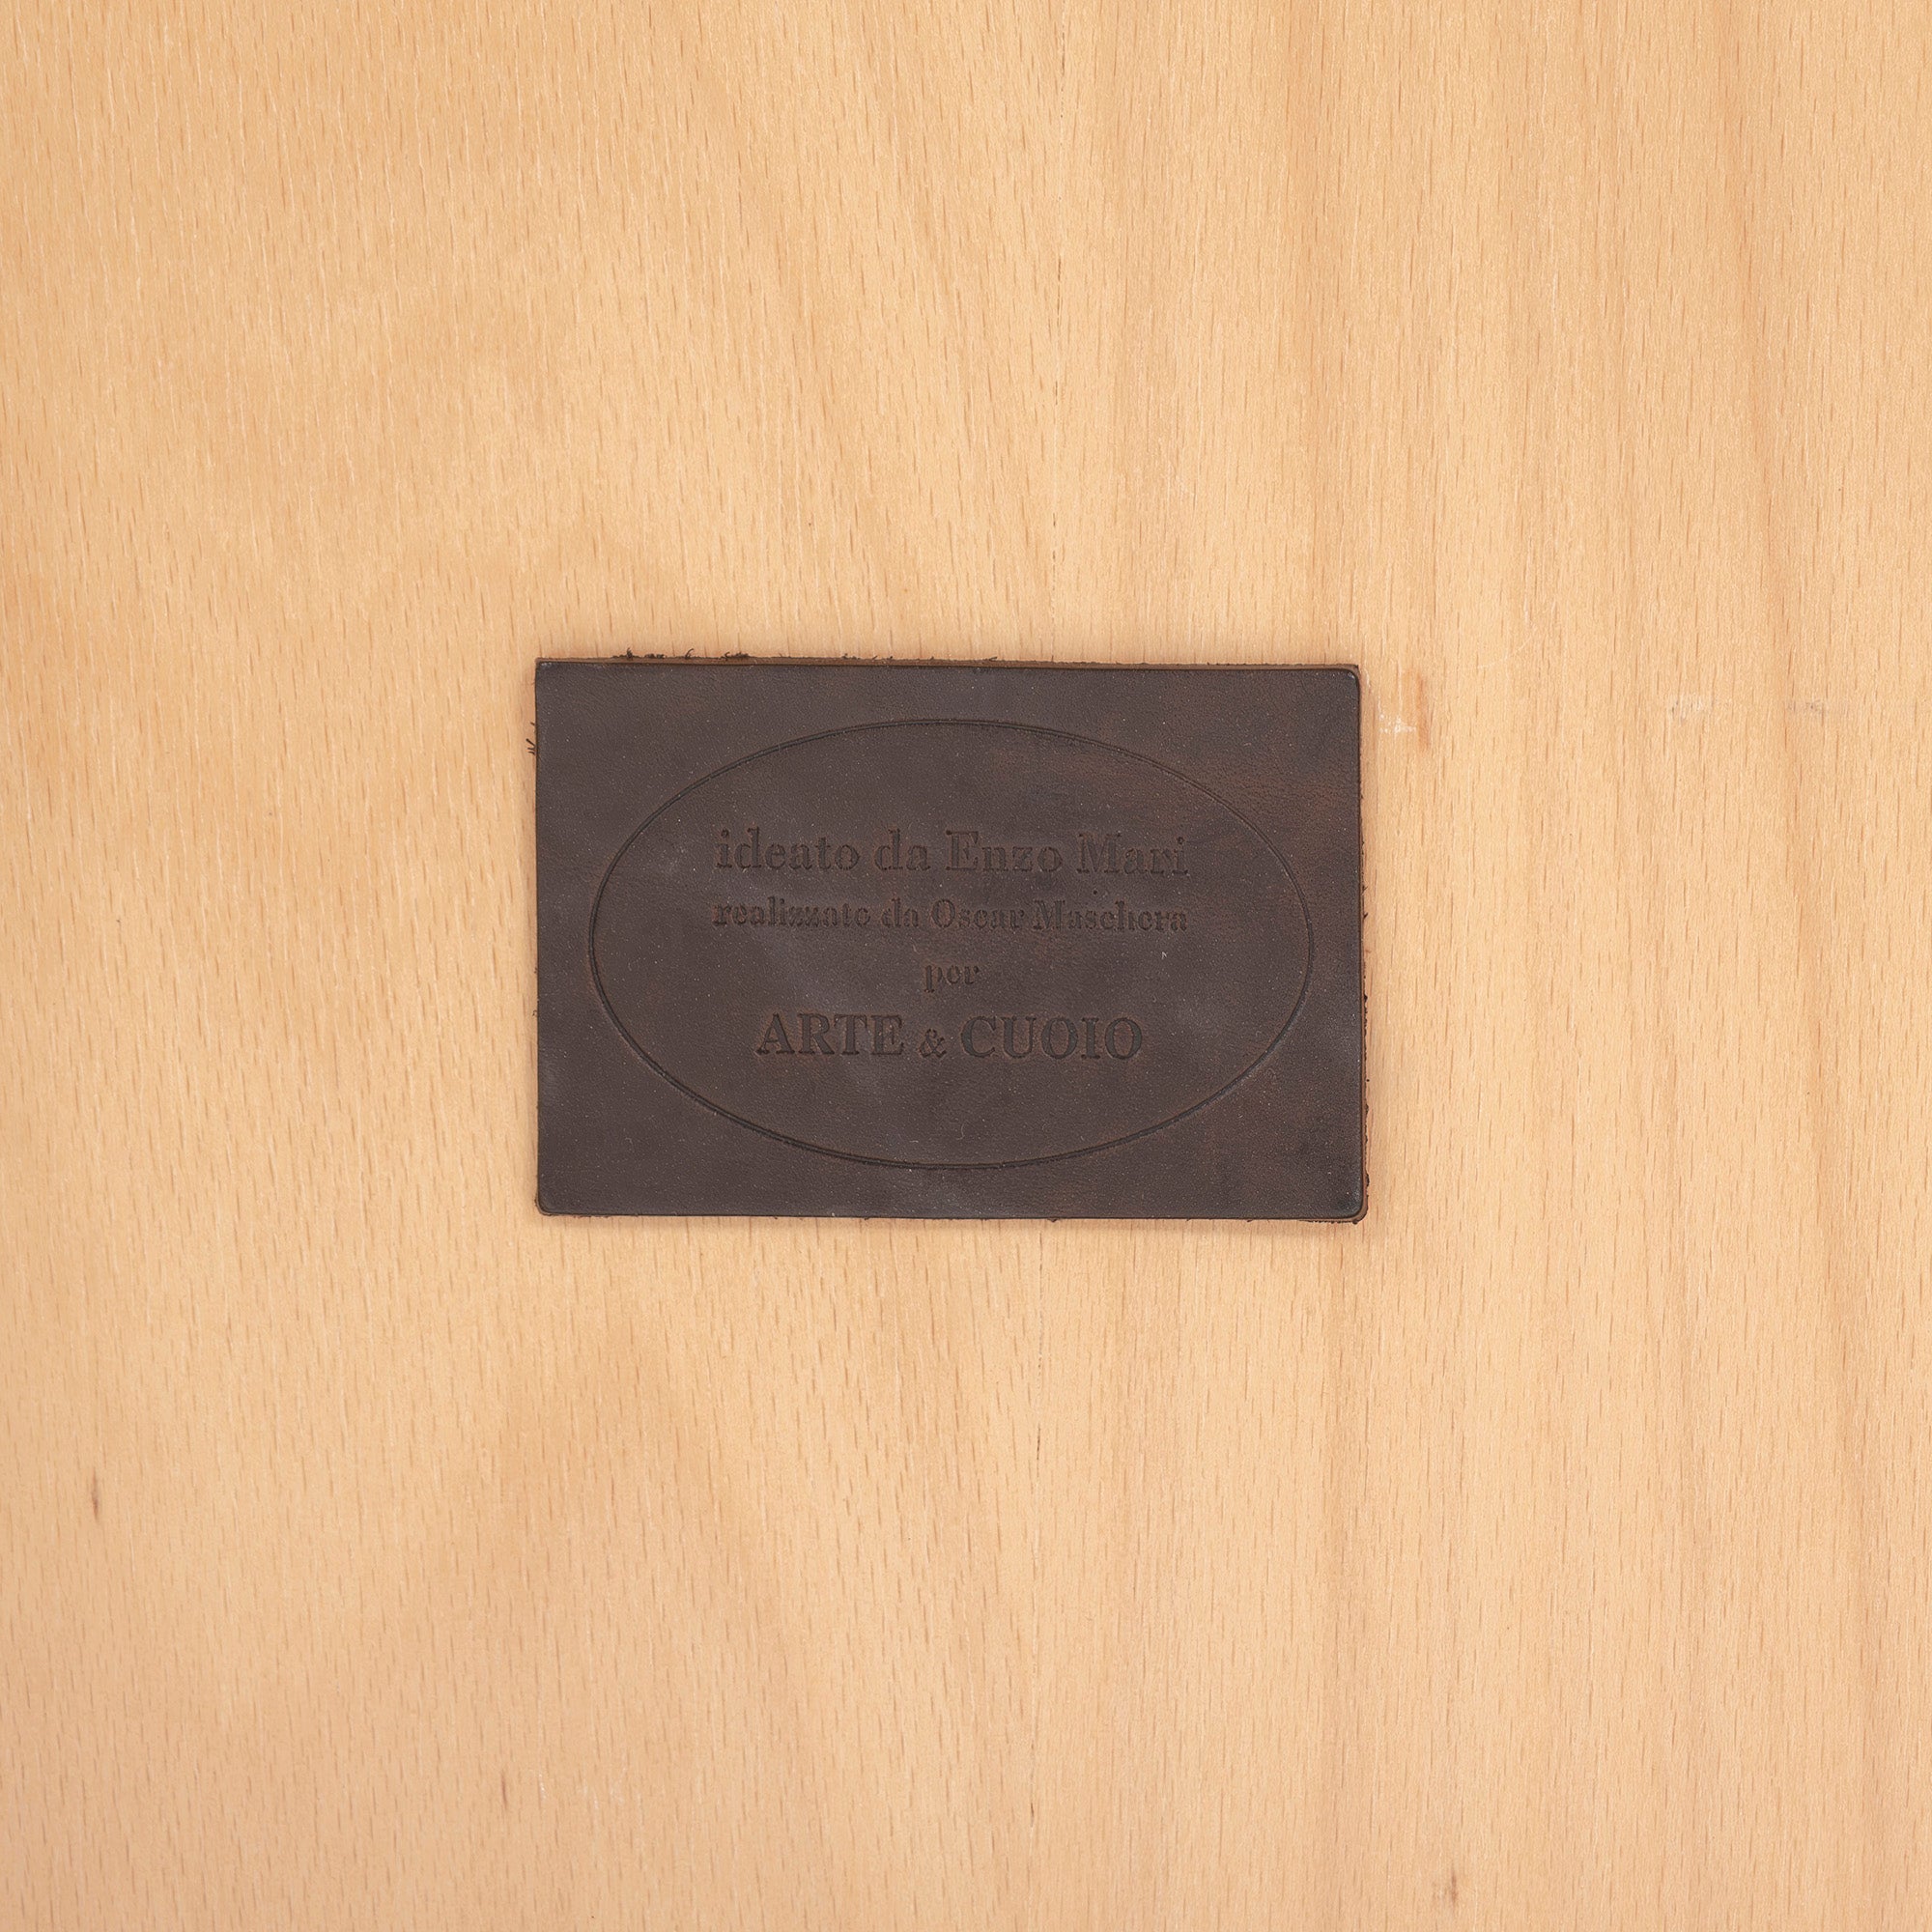 ideato da Enzo Mari
realizzato da Oscar Maschera
per
ARTE & CUOIO